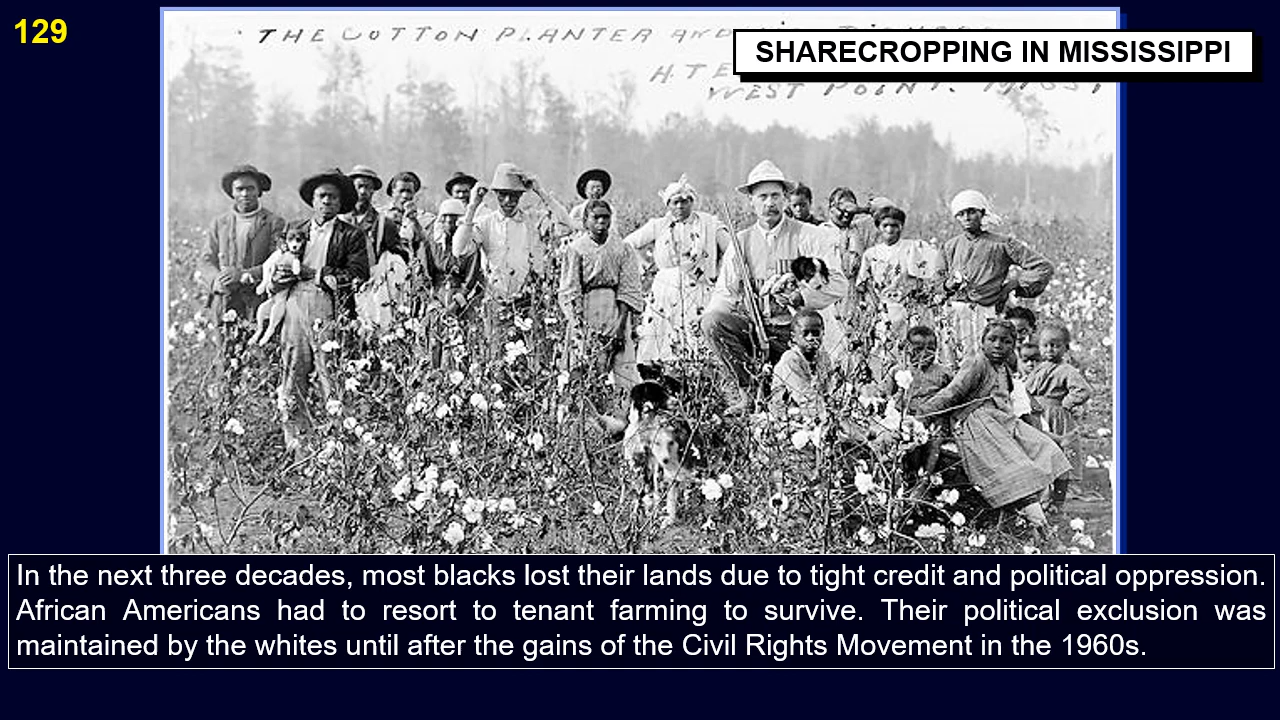 129
THE COTTON PLANTER AND
SHARECROPPING IN MISSISSIPPI
H.TE
WEST POINT.
In the next three decades, most blacks lost their lands due to tight credit and political oppression.
African Americans had to resort to tenant farming to survive. Their political exclusion was
maintained by the whites until after the gains of the Civil Rights Movement in the 1960s.